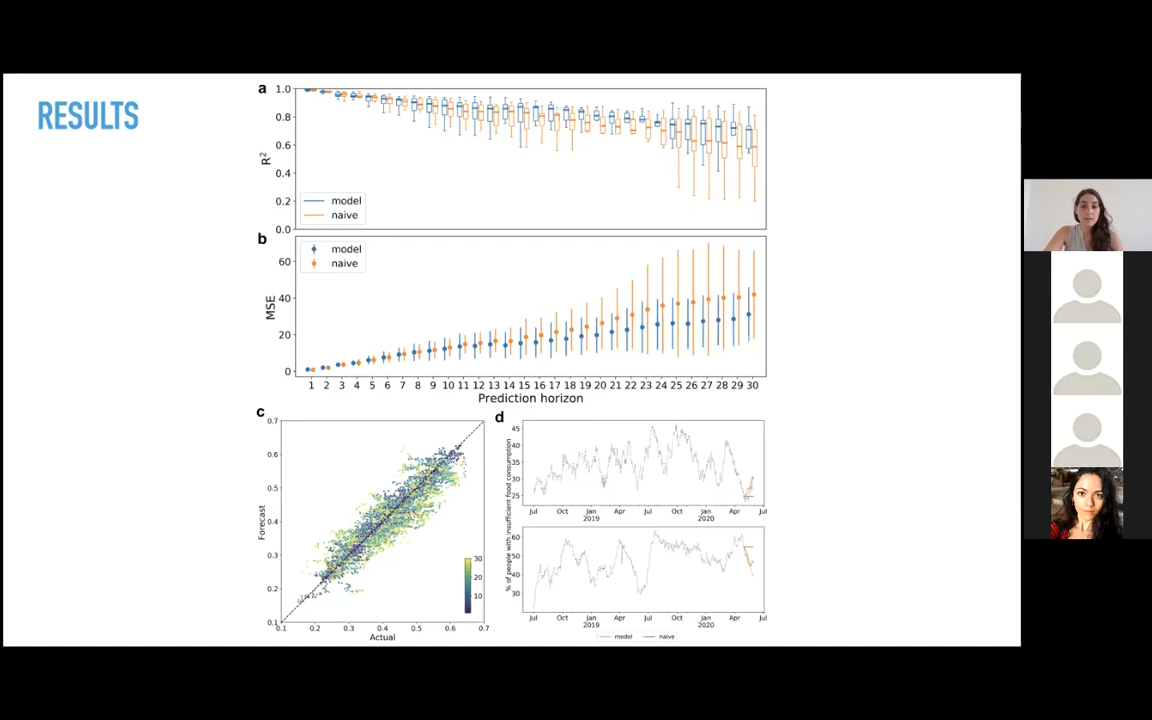 RESULTS
a
1.0
0.8
0.6
0.4
0.2
0.0
R²
model
naive
b
60
40
20
0
MSE
model
naive
1 2 3 4 5 6 7 8 9 10 11 12 13 14 15 16 17 18 19 20 21 22 23 24 25 26 27 28 29 30
Prediction horizon
c
0.7
0.6
0.5
0.4
0.3
0.2
0.1
Forecast
30
20
10
0.1 0.2 0.3 0.4 0.5 0.6 0.7
Actual
d
% of people with insufficient food consumption
45
40
35
30
25
Jul Oct Jan Apr Jul Oct Jan Apr Jul
2019 2020
60
50
40
30
Jul Oct Jan Apr Jul Oct Jan Apr Jul
2019 2020
model naive